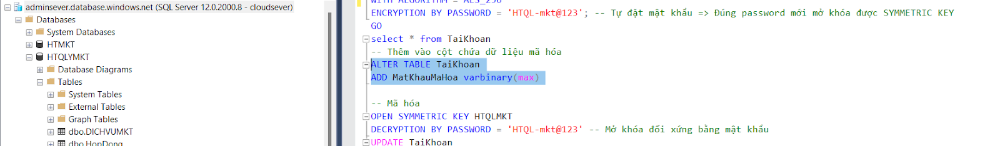 adminsever.database.windows.net (SQL Server 12.0.2000.8 - cloudsever)
Databases
System Databases
HTMKT
HTQLYMKT
Database Diagrams
Tables
System Tables
External Tables
Graph Tables
dbo.DICHVUMKT
dbo.HopDong
WITH ALGORITHM = AES_256
ENCRYPTION BY PASSWORD = 'HTQL-mkt@123'; -- Tự đặt mật khẩu => Đúng password mới mở khóa được SYMMETRIC KEY
GO
select * from TaiKhoan
-- Thêm vào cột chứa dữ liệu mã hóa
ALTER TABLE TaiKhoan
ADD MatKhauMaHoa varbinary(max)
-- Mã hóa
OPEN SYMMETRIC KEY HTQLMKT
DECRYPTION BY PASSWORD = 'HTQL-mkt@123' -- Mở khóa đối xứng bằng mật khẩu
UPDATE TaiKhoan